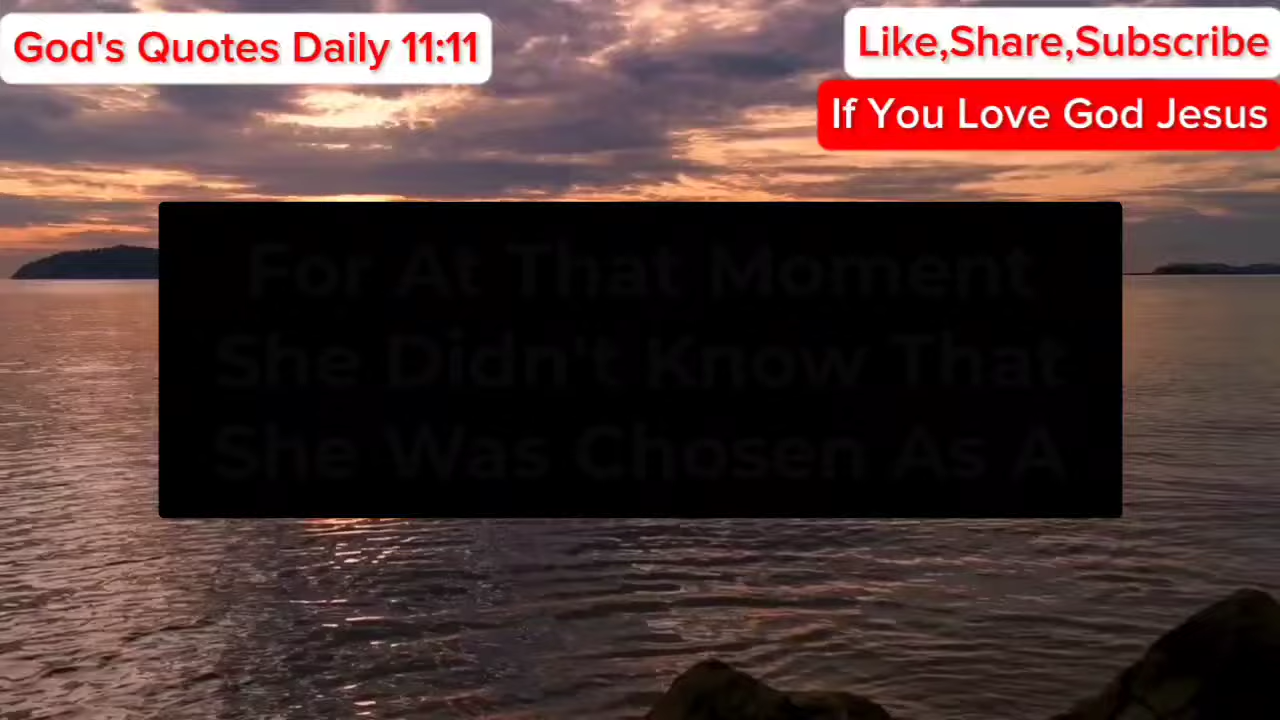 God's Quotes Daily 11:11
Like,Share,Subscribe
If You Love God Jesus
For At That Moment
She Didn't Know That
She Was Chosen As A